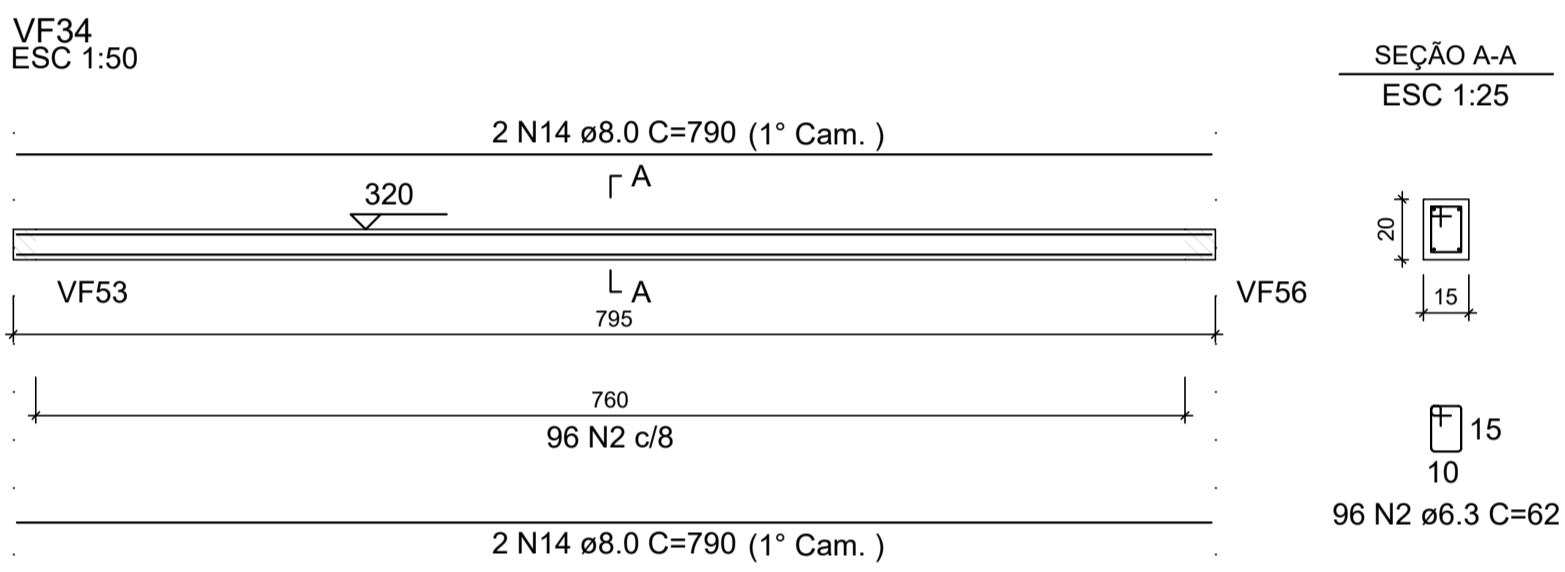 VF34
ESC 1:50
SEÇÃO A-A
ESC 1:25
2 N14 ø8.0 C=790 (1° Cam. )
A
320
20
VF53
A
VF56
15
795
760
96 N2 c/8
15
10
96 N2 ø6.3 C=62
2 N14 ø8.0 C=790 (1° Cam. )